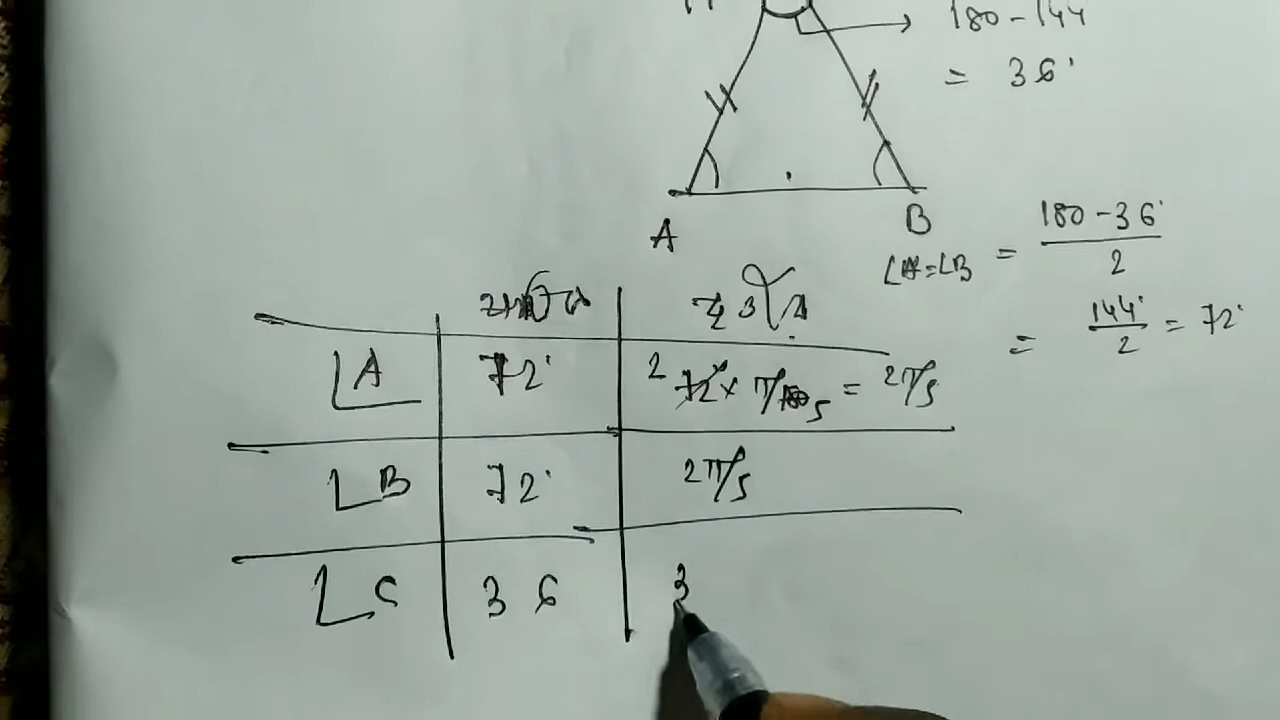 180 - 144
= 36°
A
B
∠A = ∠B = (180 - 36°)/2
= 144°/2 = 72°
∠A 72° 2 72 × π/180 5 = 2π/5
∠B 72° 2π/5
∠C 36 3